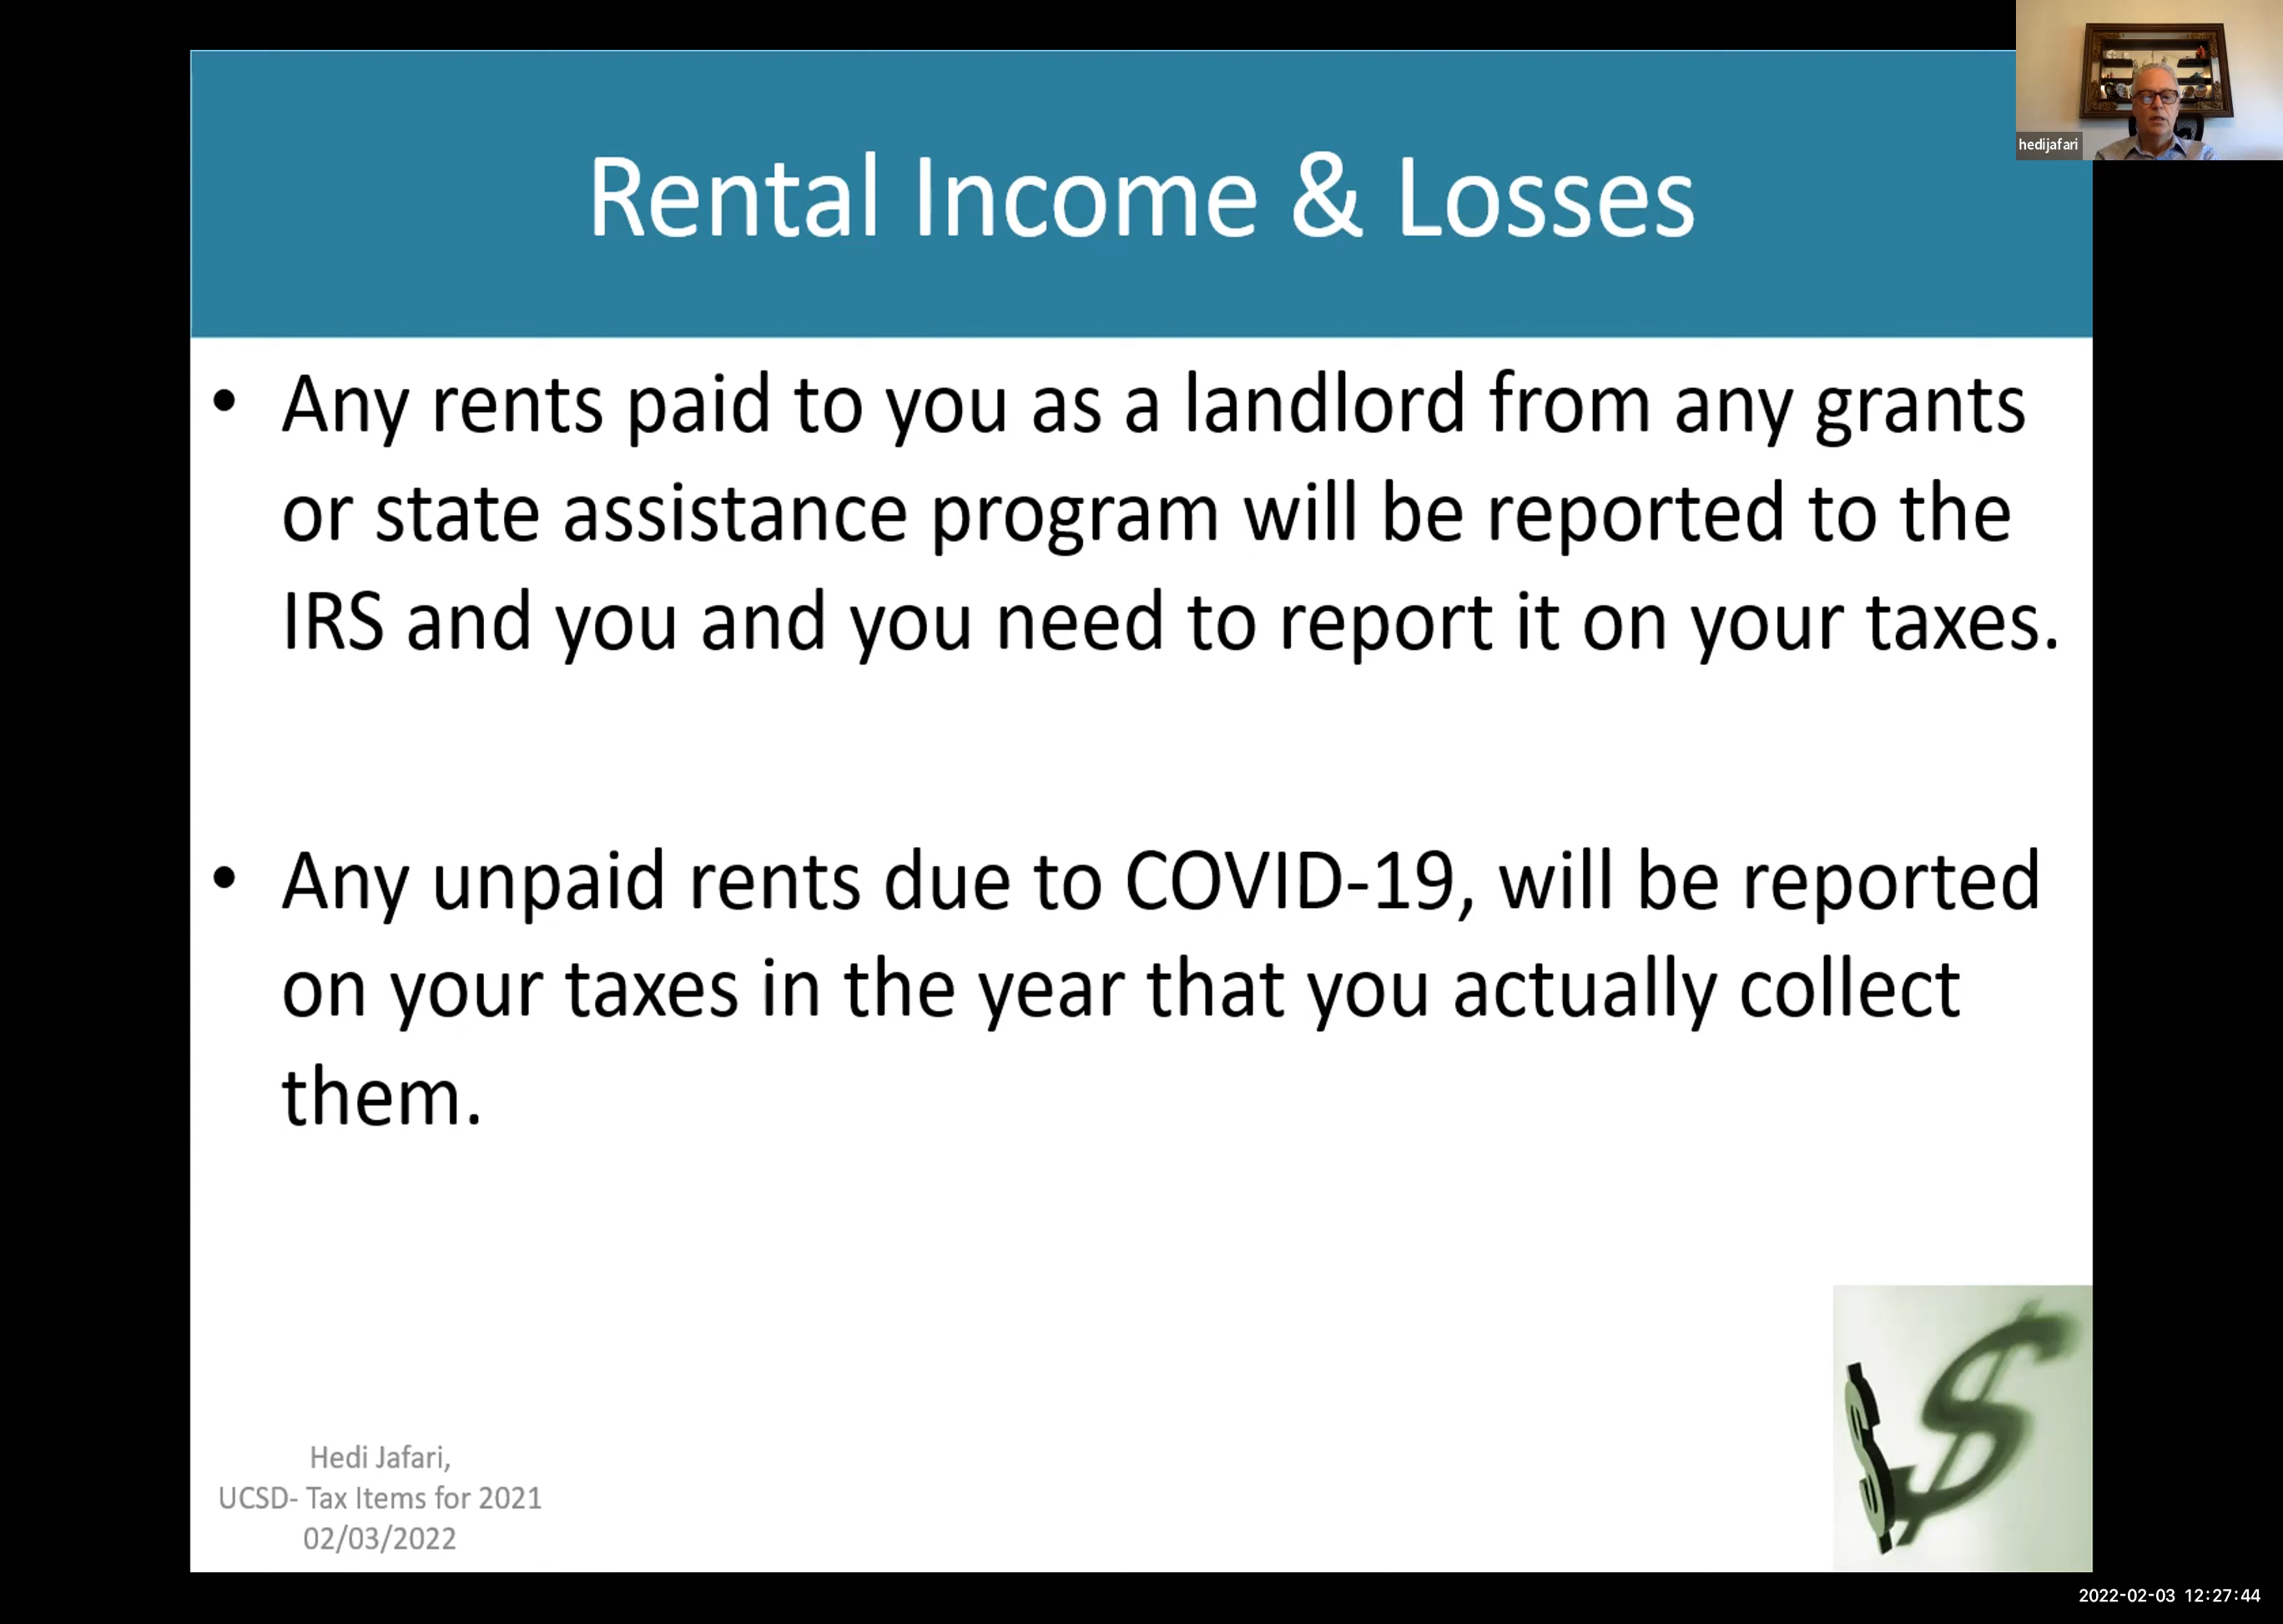 hedijafari
Rental Income & Losses
• Any rents paid to you as a landlord from any grants
or state assistance program will be reported to the
IRS and you and you need to report it on your taxes.
• Any unpaid rents due to COVID-19, will be reported
on your taxes in the year that you actually collect
them.
Hedi Jafari,
UCSD- Tax Items for 2021
02/03/2022
$ $
2022-02-03 12:27:44